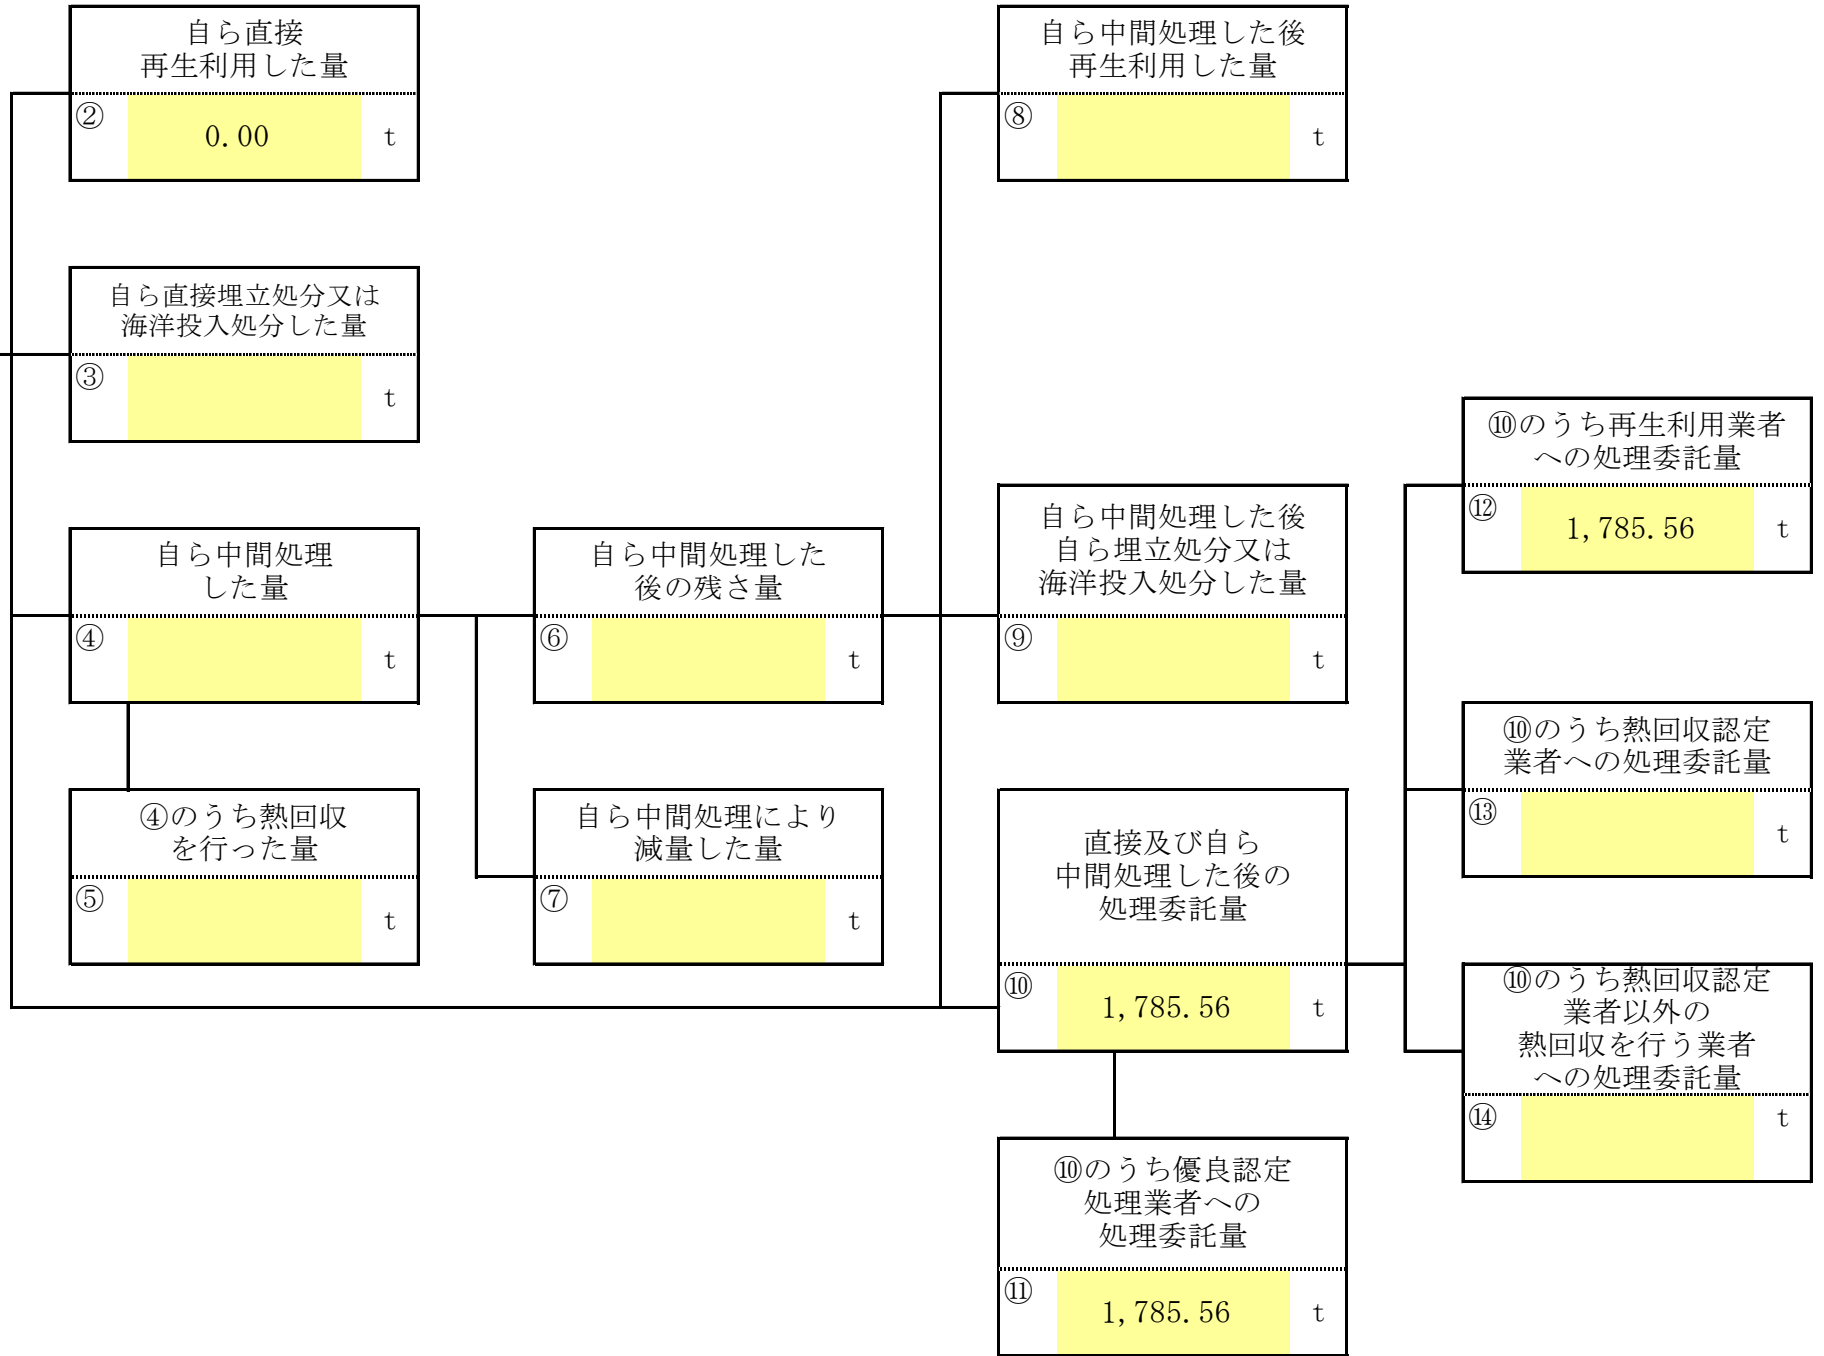 自ら直接
再生利用した量
②
0.00
t
自ら中間処理した後
再生利用した量
⑧
t
自ら直接埋立処分又は
海洋投入処分した量
③
t
⑩のうち再生利用業者
への処理委託量
⑫
1,785.56
t
自ら中間処理
した量
④
t
自ら中間処理した
後の残さ量
⑥
t
自ら中間処理した後
自ら埋立処分又は
海洋投入処分した量
⑨
t
⑩のうち熱回収認定
業者への処理委託量
⑬
t
④のうち熱回収
を行った量
⑤
t
自ら中間処理により
減量した量
⑦
t
直接及び自ら
中間処理した後の
処理委託量
⑩
1,785.56
t
⑩のうち熱回収認定
業者以外の
熱回収を行う業者
への処理委託量
⑭
t
⑩のうち優良認定
処理業者への
処理委託量
⑪
1,785.56
t